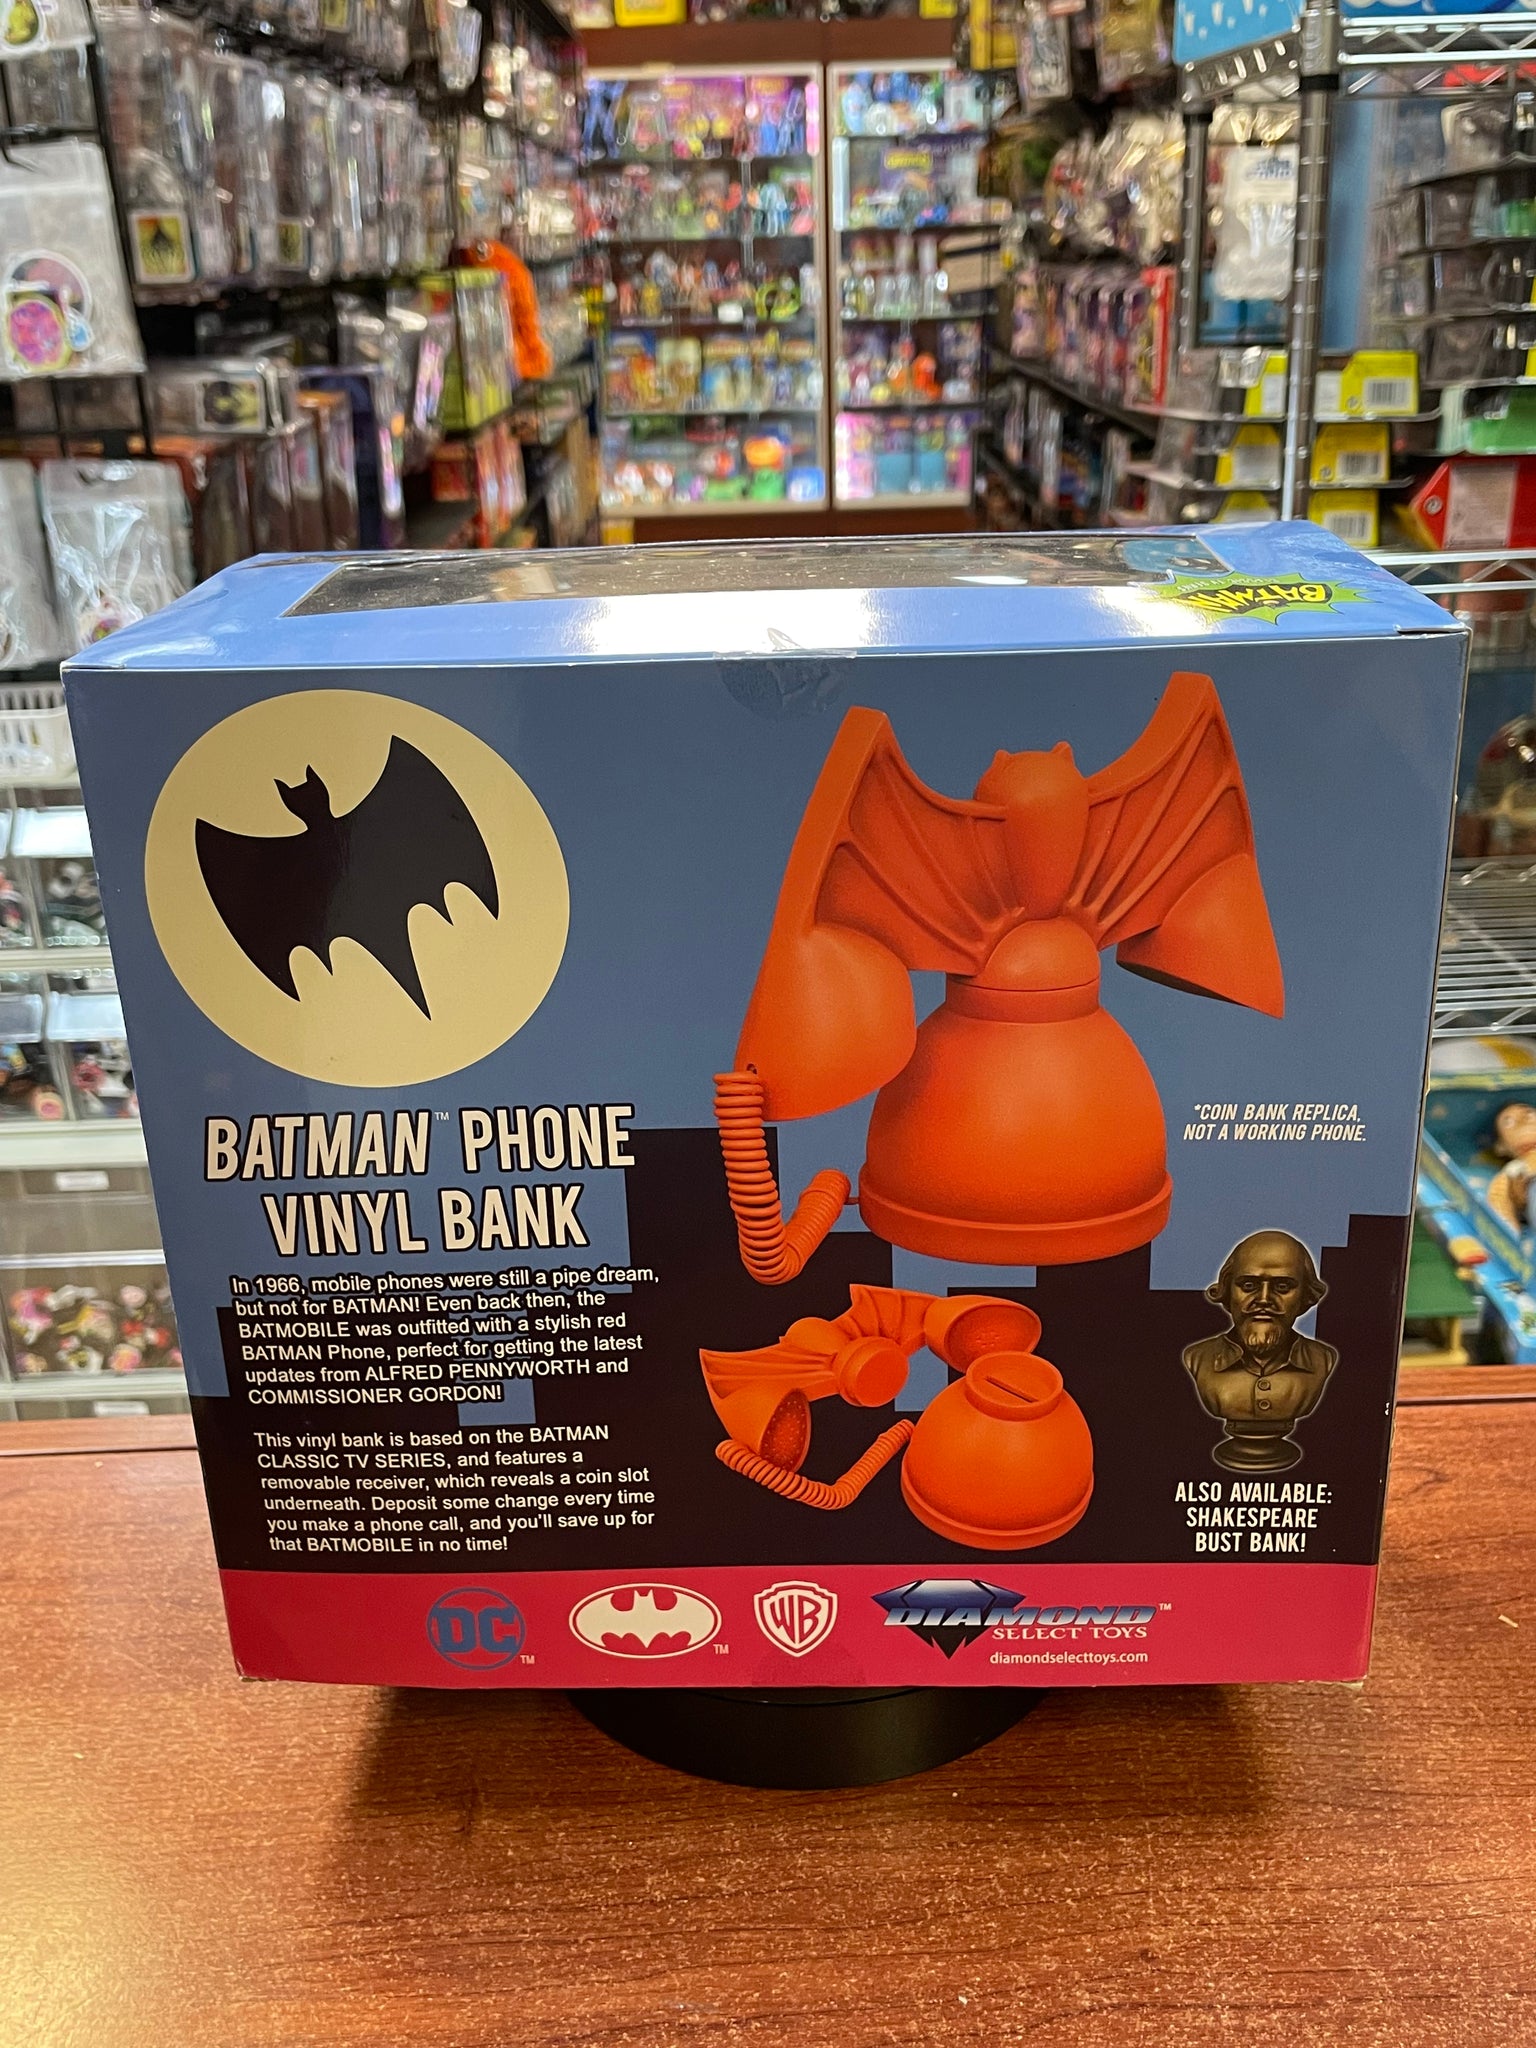 BATMAN
BATMAN™ PHONE
VINYL BANK
In 1966, mobile phones were still a pipe dream,
but not for BATMAN! Even back then, the
BATMOBILE was outfitted with a stylish red
BATMAN Phone, perfect for getting the latest
updates from ALFRED PENNYWORTH and
COMMISSIONER GORDON!
This vinyl bank is based on the BATMAN
CLASSIC TV SERIES, and features a
removable receiver, which reveals a coin slot
underneath. Deposit some change every time
you make a phone call, and you'll save up for
that BATMOBILE in no time!
*COIN BANK REPLICA.
NOT A WORKING PHONE.
ALSO AVAILABLE:
SHAKESPEARE
BUST BANK!
DC™
™
WB
DIAMOND™
SELECT TOYS
diamondselecttoys.com